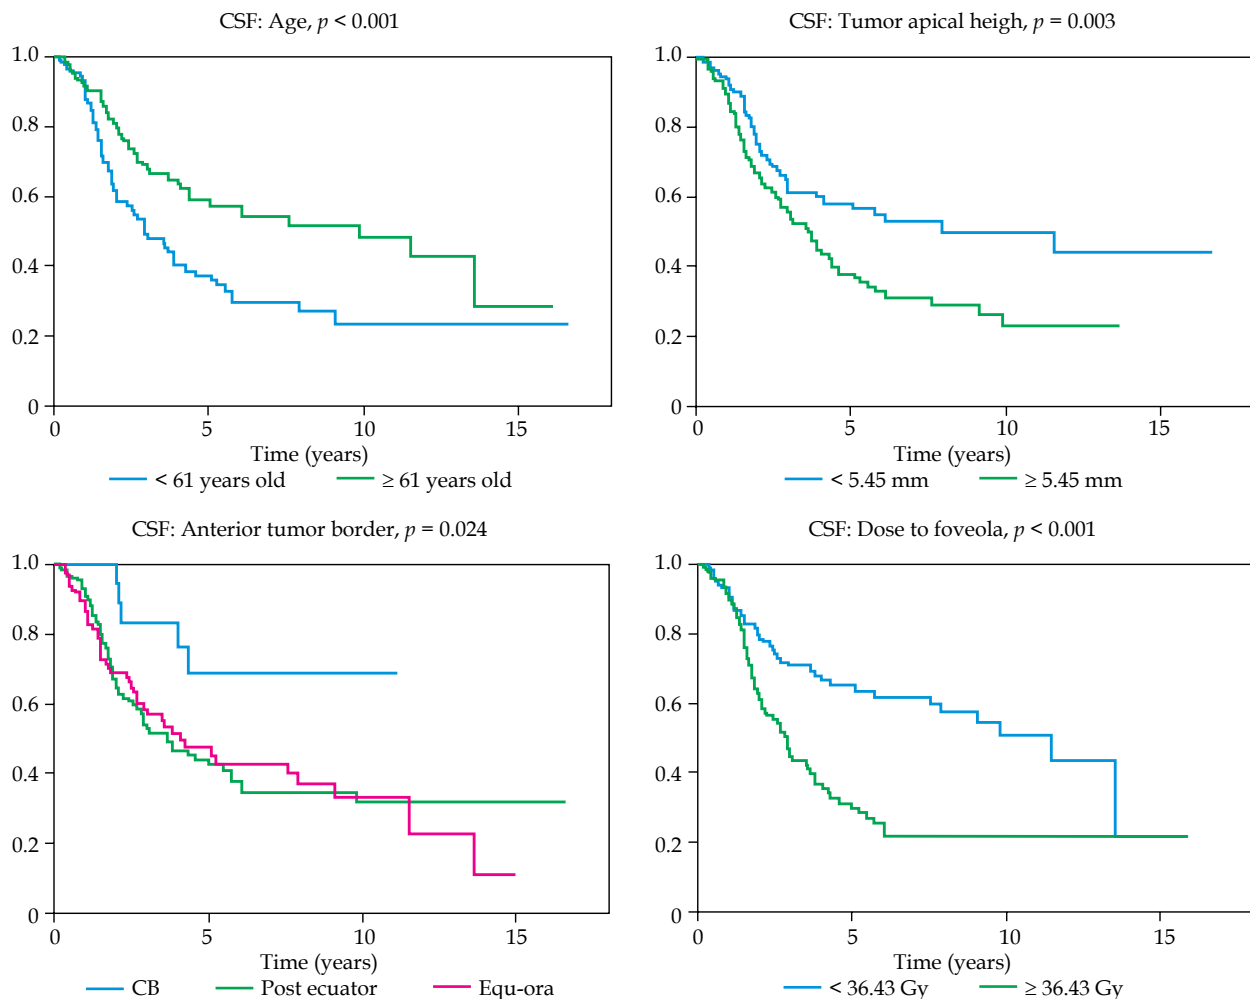 CSF: Age, p < 0.001
1.0
0.8
0.6
0.4
0.2
0
0 5 10 15
Time (years)
< 61 years old ≥ 61 years old
CSF: Tumor apical heigh, p = 0.003
1.0
0.8
0.6
0.4
0.2
0
0 5 10 15
Time (years)
< 5.45 mm ≥ 5.45 mm
CSF: Anterior tumor border, p = 0.024
1.0
0.8
0.6
0.4
0.2
0
0 5 10 15
Time (years)
CB Post ecuator Equ-ora
CSF: Dose to foveola, p < 0.001
1.0
0.8
0.6
0.4
0.2
0
0 5 10 15
Time (years)
< 36.43 Gy ≥ 36.43 Gy